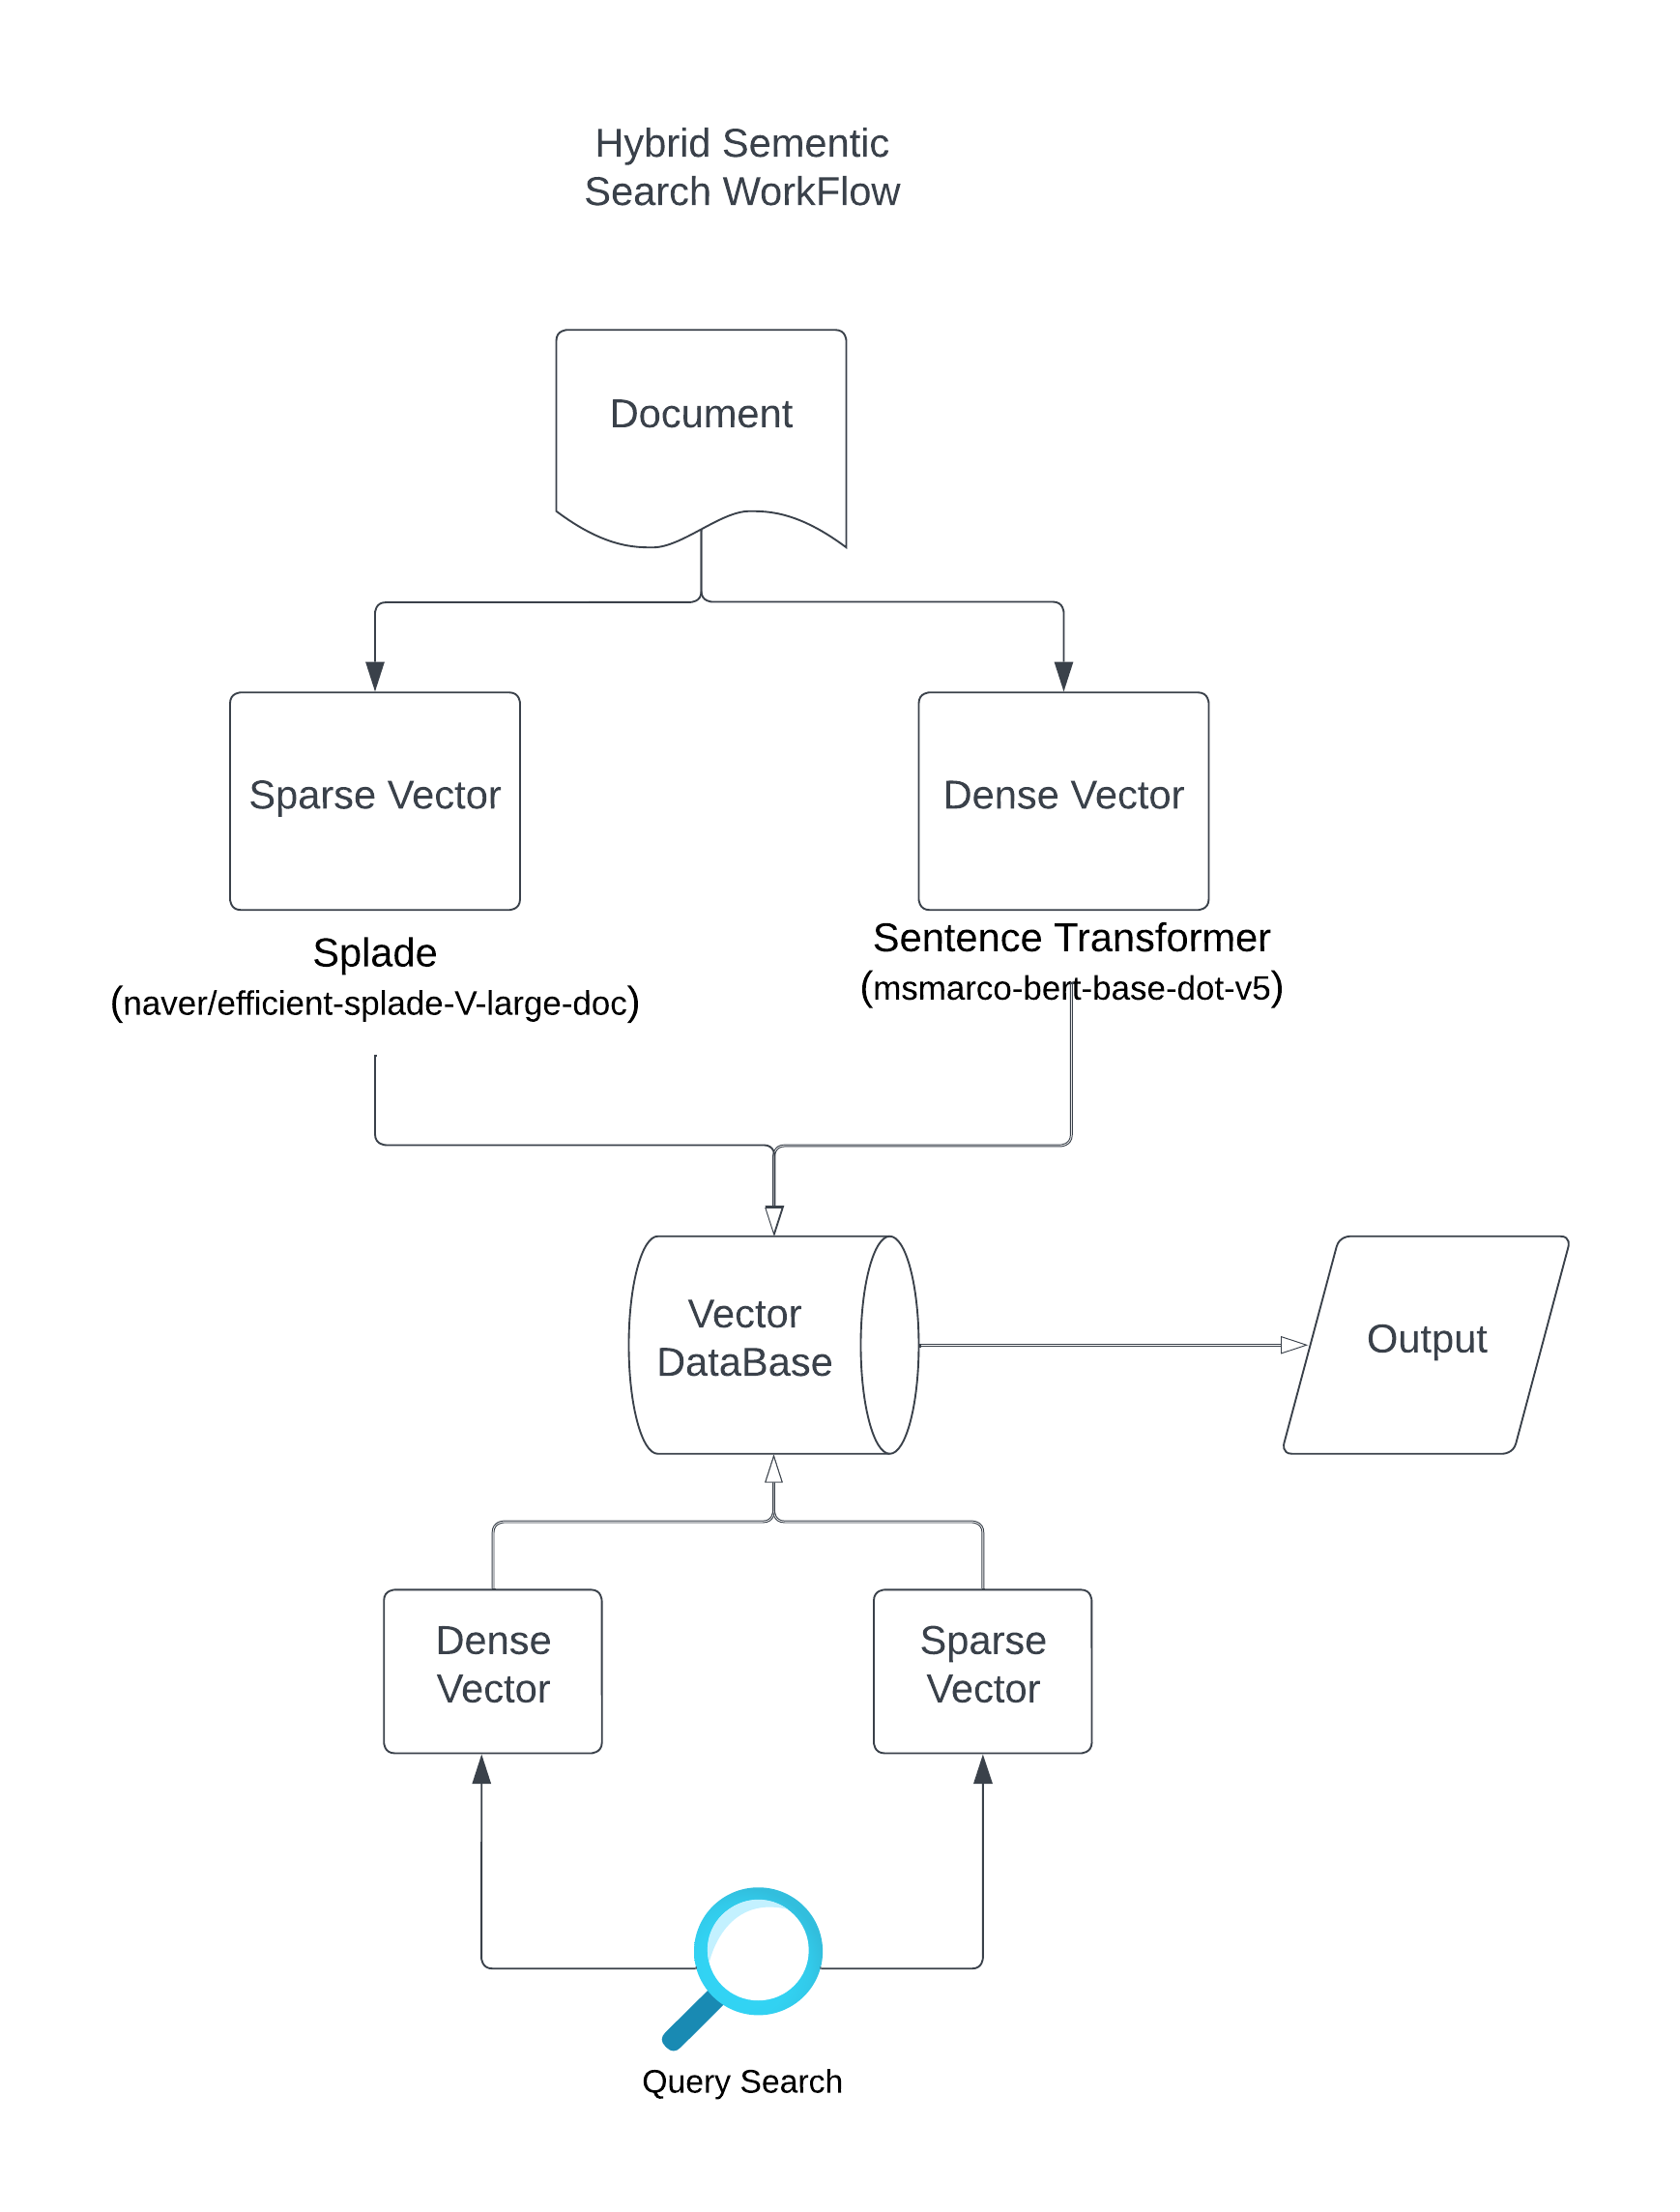 Hybrid Sementic
Search WorkFlow
Document
Sparse Vector
Dense Vector
Splade
(naver/efficient-splade-V-large-doc)
Sentence Transformer
(msmarco-bert-base-dot-v5)
Vector
DataBase
Output
Dense
Vector
Sparse
Vector
Query Search